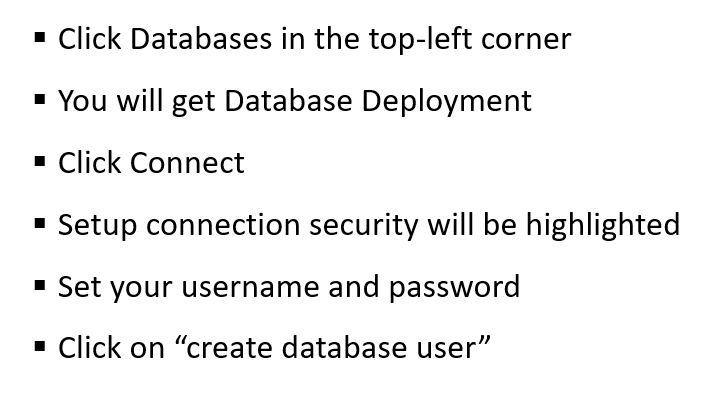 ▪ Click Databases in the top-left corner
▪ You will get Database Deployment
▪ Click Connect
▪ Setup connection security will be highlighted
▪ Set your username and password
▪ Click on “create database user”